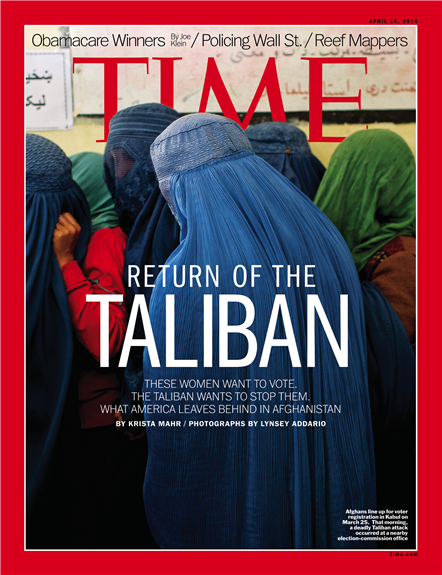 APRIL 14, 2014
Obamacare Winners By Joe Klein / Policing Wall St. / Reef Mappers
TIME
RETURN OF THE
TALIBAN
THESE WOMEN WANT TO VOTE.
THE TALIBAN WANTS TO STOP THEM.
WHAT AMERICA LEAVES BEHIND IN AFGHANISTAN
BY KRISTA MAHR / PHOTOGRAPHS BY LYNSEY ADDARIO
Afghans line up for voter
registration in Kabul on
March 25. That morning,
a deadly Taliban attack
occurred at a nearby
election-commission office
time.com